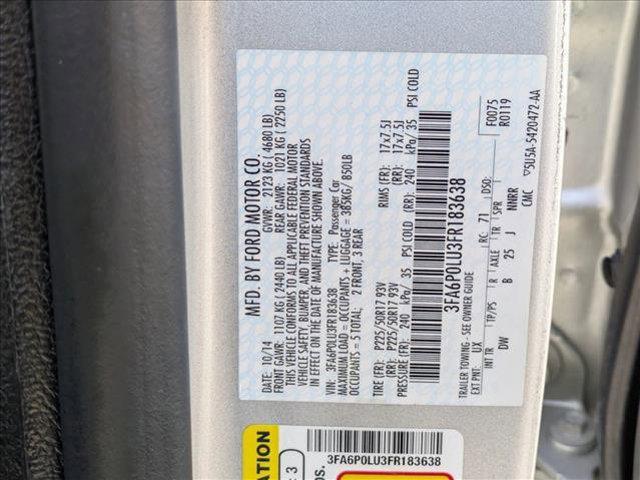 MFD. BY FORD MOTOR CO.
DATE: 10/14 GVWR: 2123 KG ( 4680 LB)
FRONT GAWR: 1107 KG ( 2440 LB) REAR GAWR: 1021 KG ( 2250 LB)
THIS VEHICLE CONFORMS TO ALL APPLICABLE FEDERAL MOTOR
VEHICLE SAFETY, BUMPER, AND THEFT PREVENTION STANDARDS
IN EFFECT ON THE DATE OF MANUFACTURE SHOWN ABOVE.
VIN: 3FA6P0LU3FR183638 TYPE: Passenger Car
MAXIMUM LOAD = OCCUPANTS + LUGGAGE = 385KG/ 850LB
OCCUPANTS = 5 TOTAL; 2 FRONT, 3 REAR
TIRE (FR): P225/50R17 93V RIMS (FR): 17x7.5J
(RR): P225/50R17 93V (RR): 17x7.5J
PRESSURE (FR): 240 kPa/ 35 PSI COLD (RR): 240 kPa/ 35 PSI COLD
3FA6P0LU3FR183638
TRAILER TOWING - SEE OWNER GUIDE
F0075
EXT PNT: UX RC: 71 DSO: R0119
INT TR TP/PS R AXLE TR SPR
DW B 25 J NNRR
CMC ▽5U5A-5420472-AA
3FA6P0LU3FR183638
3
OS.